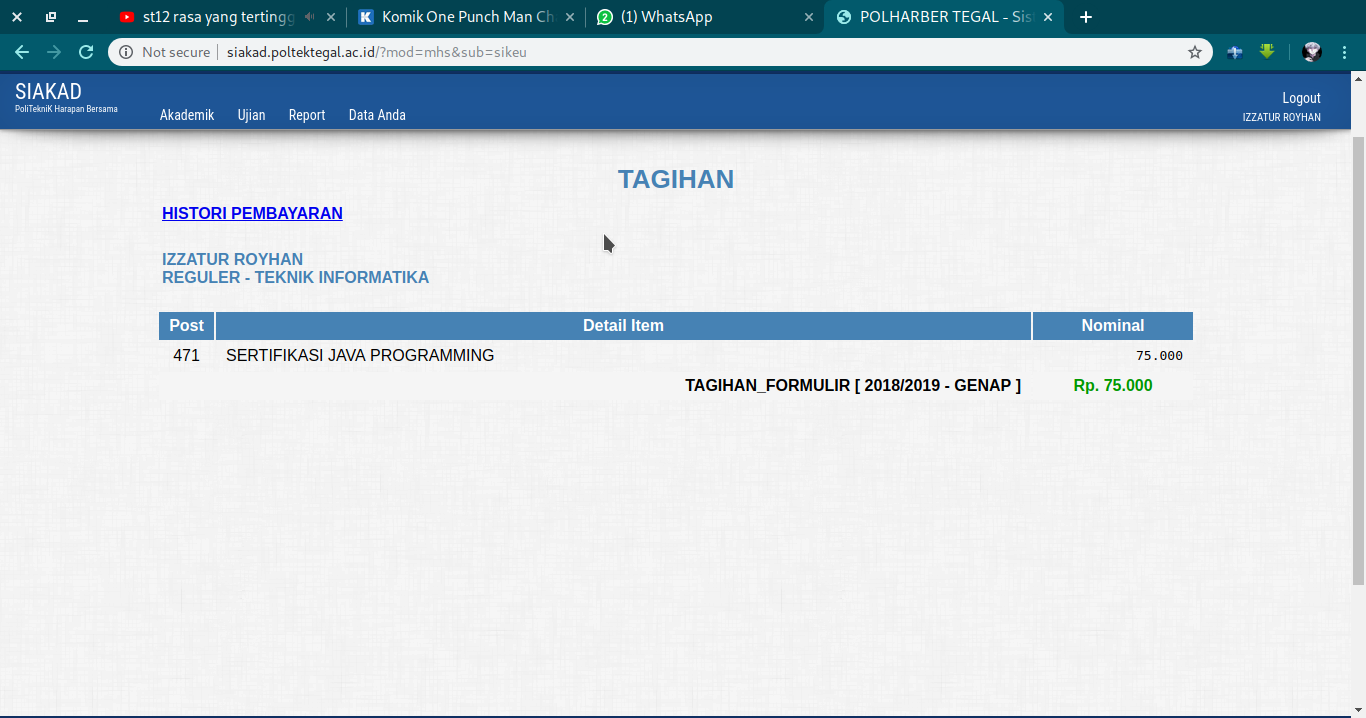 st12 rasa yang tertingg
Komik One Punch Man Ch
(1) WhatsApp
POLHARBER TEGAL - Sis
Not secure
siakad.poltektegal.ac.id/?mod=mhs&sub=sikeu
SIAKAD
PoliTekniK Harapan Bersama
Akademik Ujian Report Data Anda
Logout
IZZATUR ROYHAN
TAGIHAN
HISTORI PEMBAYARAN
IZZATUR ROYHAN
REGULER - TEKNIK INFORMATIKA
Post Detail Item Nominal
471 SERTIFIKASI JAVA PROGRAMMING 75.000
TAGIHAN_FORMULIR [ 2018/2019 - GENAP ] Rp. 75.000